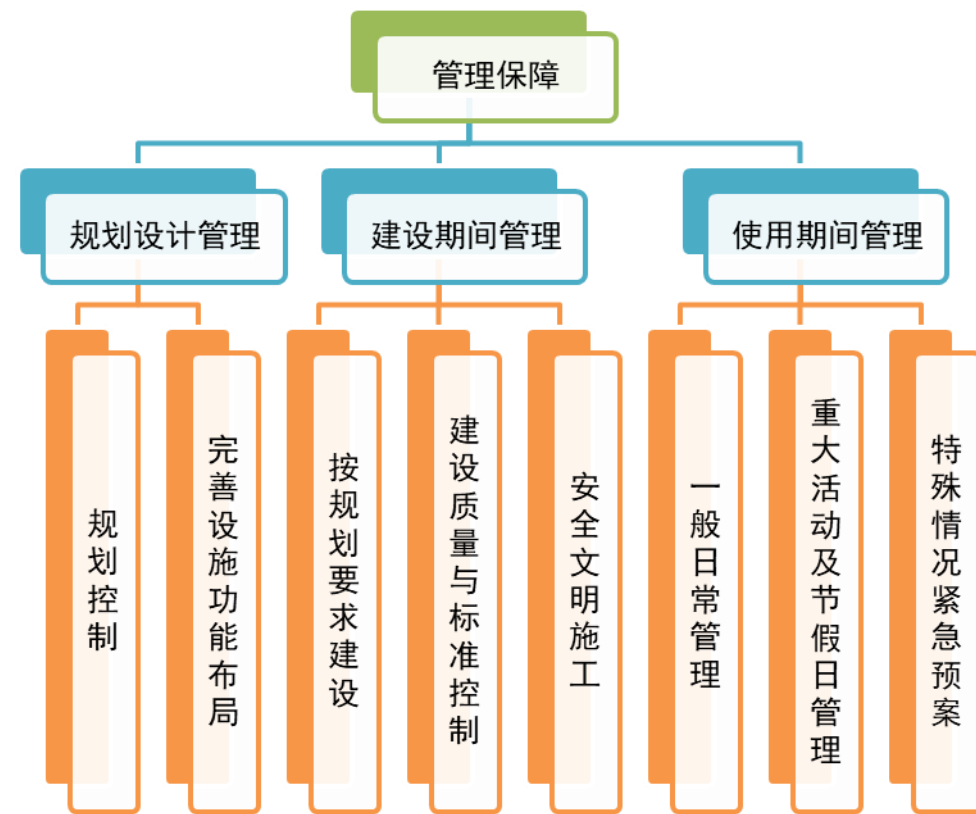 管理保障
规划设计管理
建设期间管理
使用期间管理
规划控制
完善设施功能布局
按规划要求建设
建设质量与标准控制
安全文明施工
一般日常管理
重大活动及节假日管理
特殊情况紧急预案